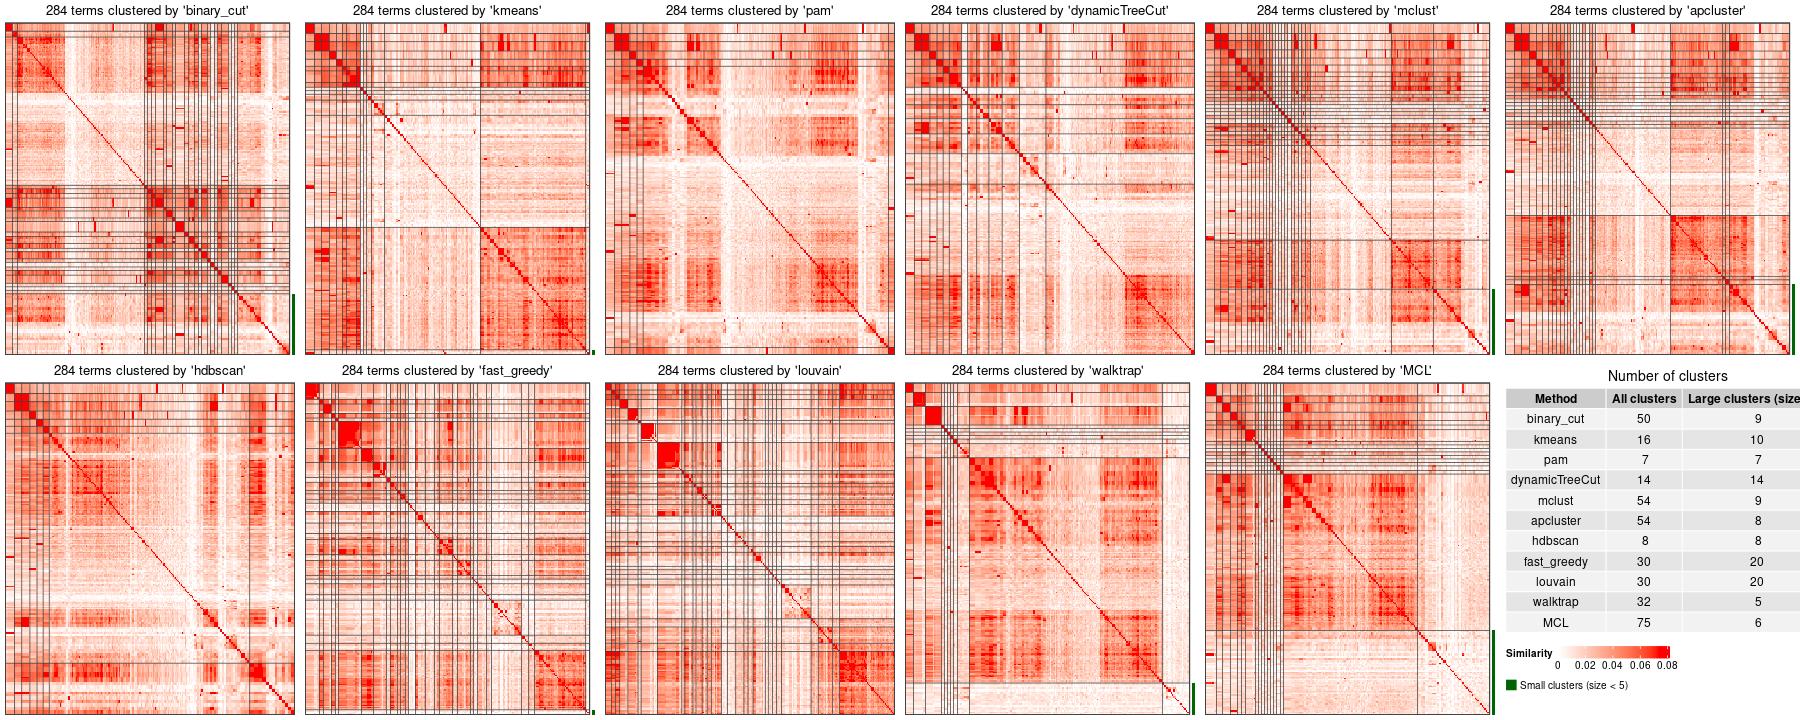 284 terms clustered by 'binary_cut'
284 terms clustered by 'kmeans'
284 terms clustered by 'pam'
284 terms clustered by 'dynamicTreeCut'
284 terms clustered by 'mclust'
284 terms clustered by 'apcluster'
284 terms clustered by 'hdbscan'
284 terms clustered by 'fast_greedy'
284 terms clustered by 'louvain'
284 terms clustered by 'walktrap'
284 terms clustered by 'MCL'
Number of clusters
Method All clusters Large clusters (size
binary_cut 50 9
kmeans 16 10
pam 7 7
dynamicTreeCut 14 14
mclust 54 9
apcluster 54 8
hdbscan 8 8
fast_greedy 30 20
louvain 30 20
walktrap 32 5
MCL 75 6
Similarity
0 0.02 0.04 0.06 0.08
Small clusters (size < 5)